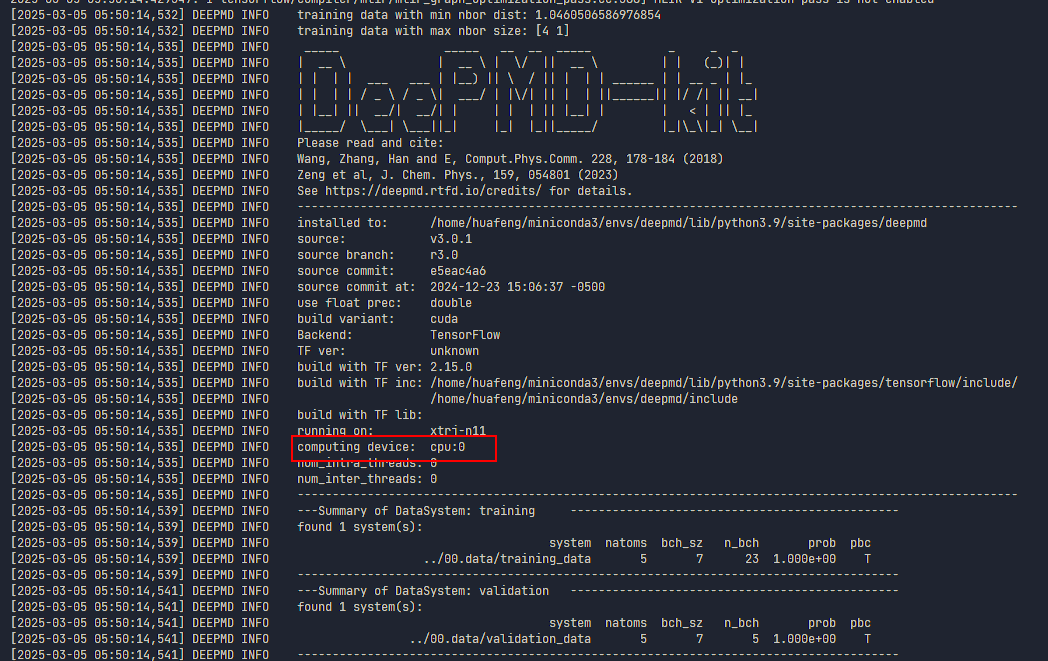 [2025-03-05 05:50:14,532] DEEPMD INFO    training data with min nbor dist: 1.0460506586976854
[2025-03-05 05:50:14,532] DEEPMD INFO    training data with max nbor size: [4 1]
[2025-03-05 05:50:14,535] DEEPMD INFO     _____               _____   __  __  _____           _     _  _
[2025-03-05 05:50:14,535] DEEPMD INFO    |  __ \             |  __ \ |  \/  ||  __ \         | |   (_)| |
[2025-03-05 05:50:14,535] DEEPMD INFO    | |  | |  ___   ___ | |__) || \  / || |  | | ______ | | __ _ | |_
[2025-03-05 05:50:14,535] DEEPMD INFO    | |  | | / _ \ / _ \|  ___/ | |\/| || |  | ||______|| |/ /| || __|
[2025-03-05 05:50:14,535] DEEPMD INFO    | |__| ||  __/|  __/| |     | |  | || |__| |        |   < | || |_
[2025-03-05 05:50:14,535] DEEPMD INFO    |_____/  \___| \___||_|     |_|  |_||_____/         |_|\_\|_| \__|
[2025-03-05 05:50:14,535] DEEPMD INFO    Please read and cite:
[2025-03-05 05:50:14,535] DEEPMD INFO    Wang, Zhang, Han and E, Comput.Phys.Comm. 228, 178-184 (2018)
[2025-03-05 05:50:14,535] DEEPMD INFO    Zeng et al, J. Chem. Phys., 159, 054801 (2023)
[2025-03-05 05:50:14,535] DEEPMD INFO    See https://deepmd.rtfd.io/credits/ for details.
[2025-03-05 05:50:14,535] DEEPMD INFO    -------------------------------------------------------------------------------------------------------
[2025-03-05 05:50:14,535] DEEPMD INFO    installed to:      /home/huafeng/miniconda3/envs/deepmd/lib/python3.9/site-packages/deepmd
[2025-03-05 05:50:14,535] DEEPMD INFO    source:            v3.0.1
[2025-03-05 05:50:14,535] DEEPMD INFO    source branch:     r3.0
[2025-03-05 05:50:14,535] DEEPMD INFO    source commit:     e5eac4a6
[2025-03-05 05:50:14,535] DEEPMD INFO    source commit at:  2024-12-23 15:06:37 -0500
[2025-03-05 05:50:14,535] DEEPMD INFO    use float prec:    double
[2025-03-05 05:50:14,535] DEEPMD INFO    build variant:     cuda
[2025-03-05 05:50:14,535] DEEPMD INFO    Backend:           TensorFlow
[2025-03-05 05:50:14,535] DEEPMD INFO    TF ver:            unknown
[2025-03-05 05:50:14,535] DEEPMD INFO    build with TF ver: 2.15.0
[2025-03-05 05:50:14,535] DEEPMD INFO    build with TF inc: /home/huafeng/miniconda3/envs/deepmd/lib/python3.9/site-packages/tensorflow/include/
[2025-03-05 05:50:14,535] DEEPMD INFO                       /home/huafeng/miniconda3/envs/deepmd/include
[2025-03-05 05:50:14,535] DEEPMD INFO    build with TF lib:
[2025-03-05 05:50:14,535] DEEPMD INFO    running on:        xtrj-n11
[2025-03-05 05:50:14,535] DEEPMD INFO    computing device:  cpu:0
[2025-03-05 05:50:14,535] DEEPMD INFO    num_intra_threads: 0
[2025-03-05 05:50:14,535] DEEPMD INFO    num_inter_threads: 0
[2025-03-05 05:50:14,535] DEEPMD INFO    -------------------------------------------------------------------------------------------------------
[2025-03-05 05:50:14,539] DEEPMD INFO    ---Summary of DataSystem: training     -----------------------------------------------
[2025-03-05 05:50:14,539] DEEPMD INFO    found 1 system(s):
[2025-03-05 05:50:14,539] DEEPMD INFO                                        system  natoms  bch_sz   n_bch       prob  pbc
[2025-03-05 05:50:14,539] DEEPMD INFO                      ../00.data/training_data       5       7      23  1.000e+00    T
[2025-03-05 05:50:14,539] DEEPMD INFO    --------------------------------------------------------------------------------------
[2025-03-05 05:50:14,541] DEEPMD INFO    ---Summary of DataSystem: validation   -----------------------------------------------
[2025-03-05 05:50:14,541] DEEPMD INFO    found 1 system(s):
[2025-03-05 05:50:14,541] DEEPMD INFO                                        system  natoms  bch_sz   n_bch       prob  pbc
[2025-03-05 05:50:14,541] DEEPMD INFO                    ../00.data/validation_data       5       7       5  1.000e+00    T
[2025-03-05 05:50:14,541] DEEPMD INFO    --------------------------------------------------------------------------------------